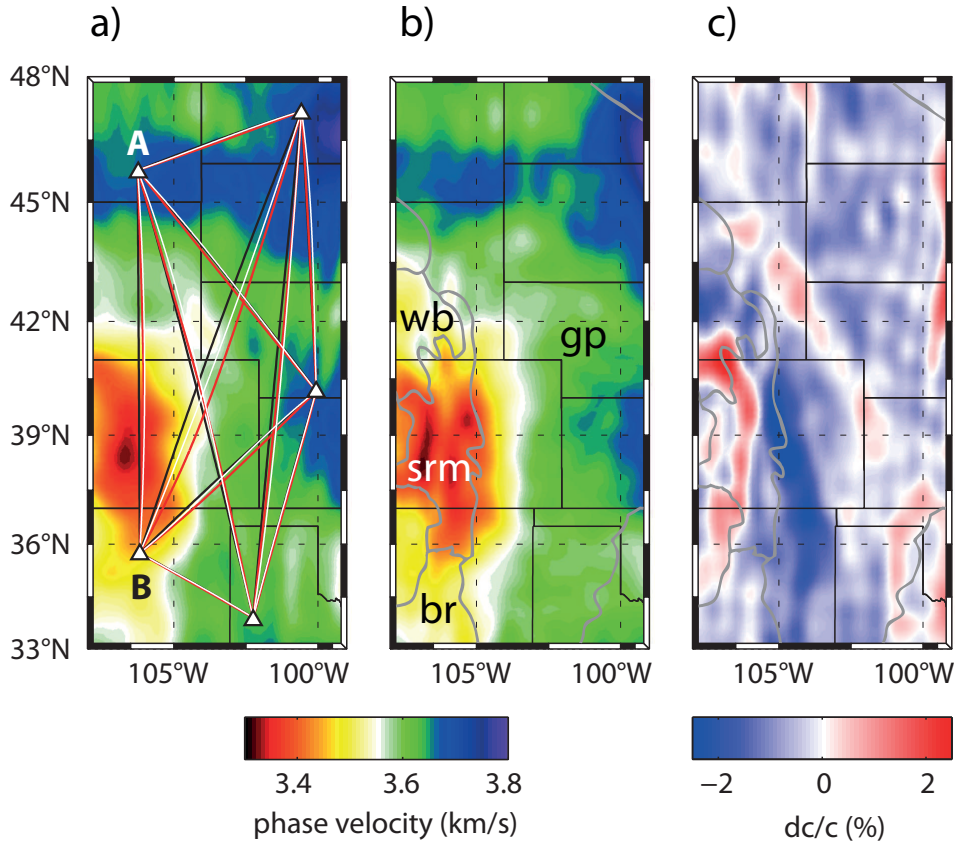 a) b) c)
48°N
A
45°N
42°N
wb
gp
39°N
srm
36°N
B
br
33°N
105°W 100°W 105°W 100°W 105°W 100°W
3.4 3.6 3.8 −2 0 2
phase velocity (km/s) dc/c (%)